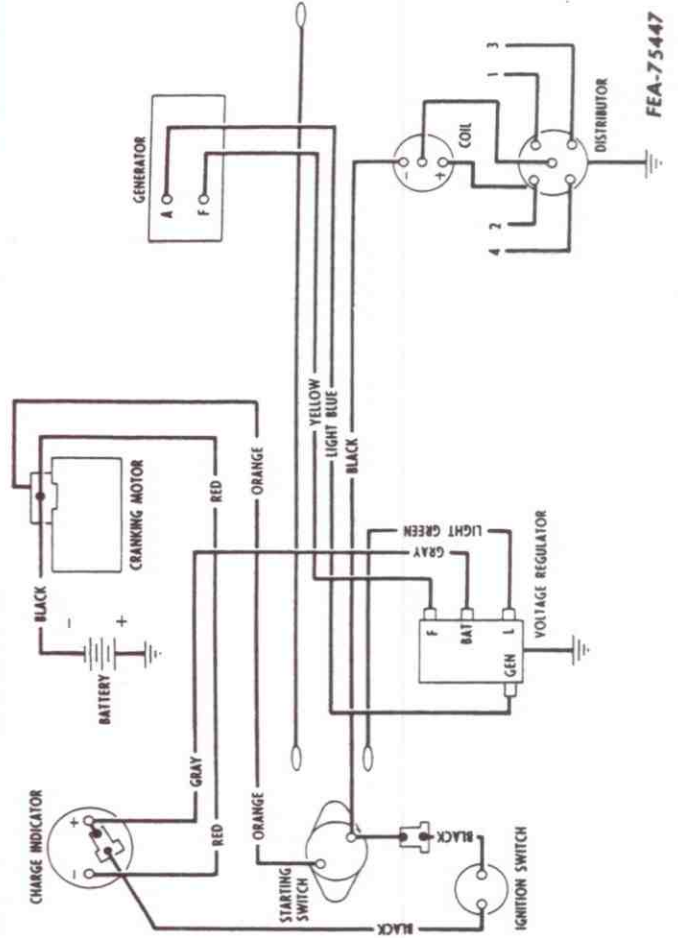 FEA-75447
GENERATOR
A
F
COIL
-
+
DISTRIBUTOR
3
1
2
4
CRANKING MOTOR
BLACK
-
+
BATTERY
RED
ORANGE
YELLOW
LIGHT BLUE
BLACK
LIGHT GREEN
GRAY
F
BAT
L
GEN
VOLTAGE REGULATOR
CHARGE INDICATOR
+
-
GRAY
RED
ORANGE
STARTING
SWITCH
BLACK
BLACK
IGNITION SWITCH